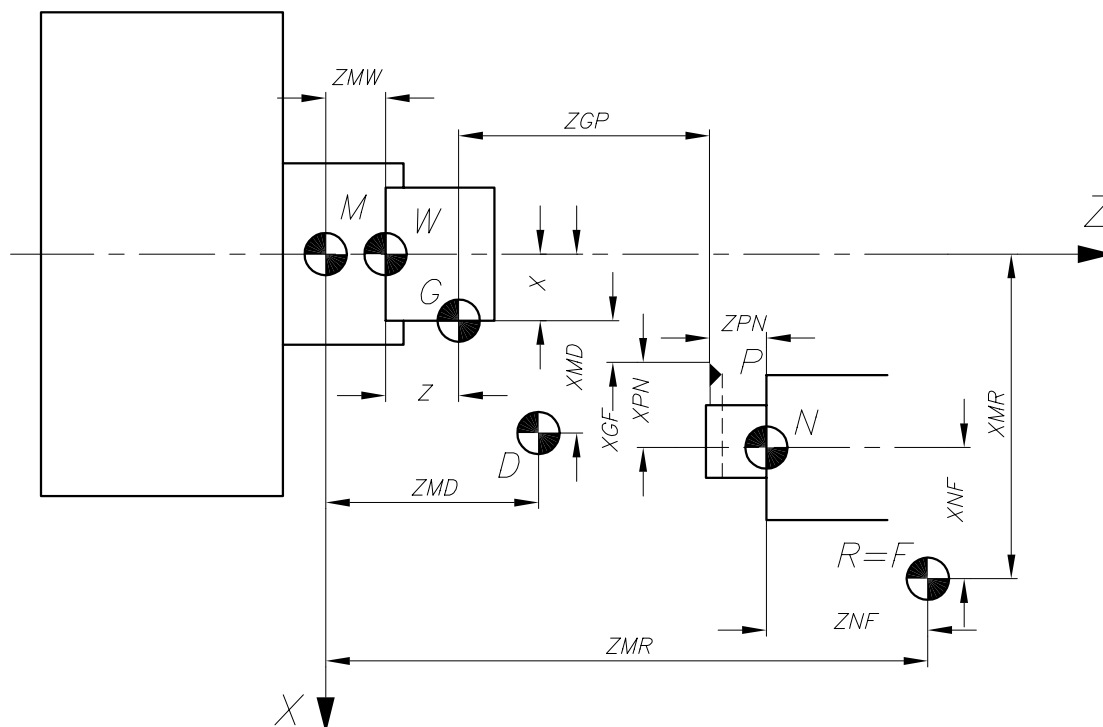 ZMW
ZGP
M
W
Z
G
X
ZPN
Z
XMD
XGF
XPN
P
XMR
N
D
ZMD
XNF
R=F
ZNF
ZMR
X